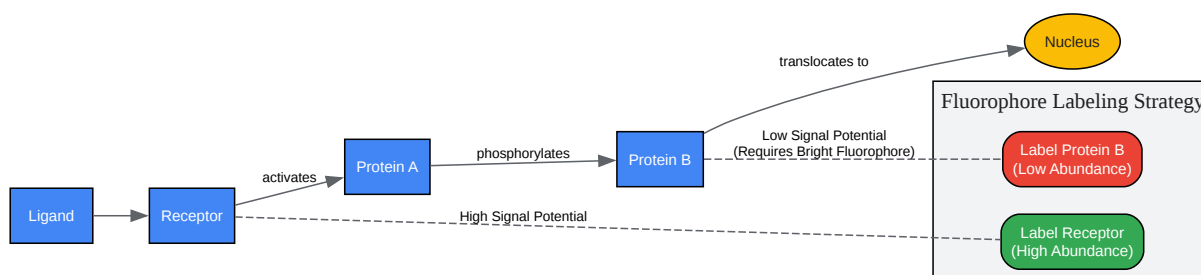 Ligand
Receptor
activates
Protein A
phosphorylates
Protein B
translocates to
Nucleus
Low Signal Potential
(Requires Bright Fluorophore)
High Signal Potential
Fluorophore Labeling Strategy
Label Protein B
(Low Abundance)
Label Receptor
(High Abundance)